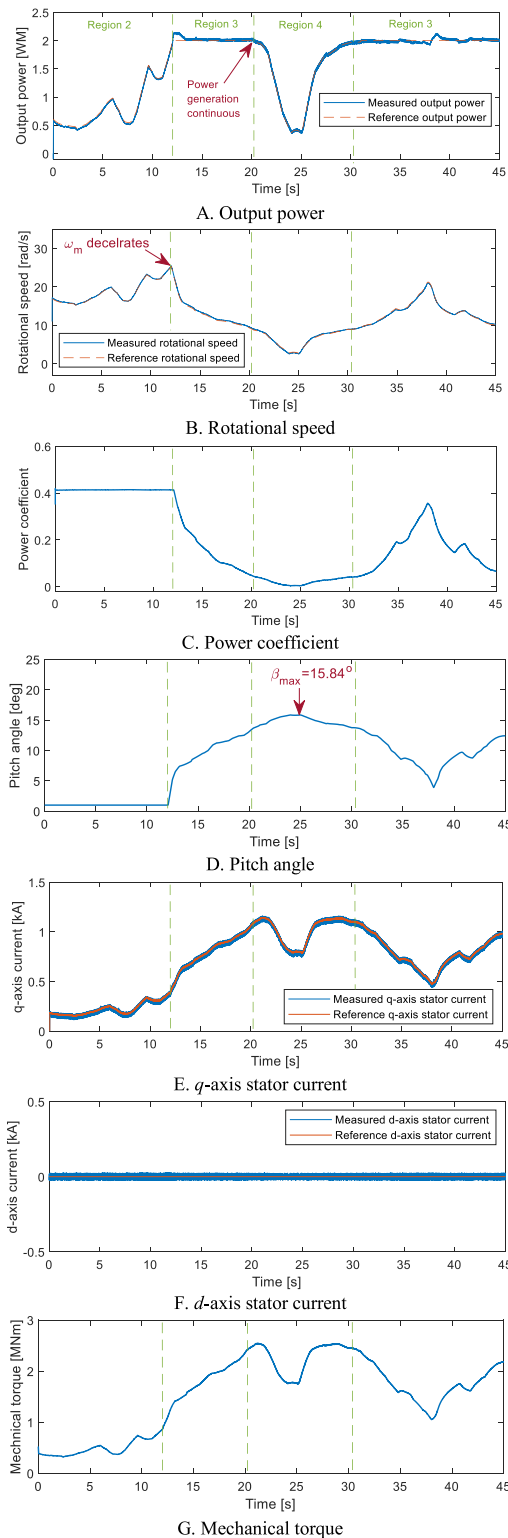 Region 2 Region 3 Region 4 Region 3
Output power [WM]
2.5
2
1.5
1
0.5
0
Power
generation
continuous
Measured output power
Reference output power
0 5 10 15 20 25 30 35 40 45
Time [s]
A. Output power
Rotational speed [rad/s]
30
20
10
0
ωm decelrates
Measured rotational speed
Reference rotational speed
0 5 10 15 20 25 30 35 40 45
Time [s]
B. Rotational speed
Power coefficient
0.6
0.4
0.2
0
0 5 10 15 20 25 30 35 40 45
Time [s]
C. Power coefficient
Pitch angle [deg]
25
20
15
10
5
0
βmax=15.84°
0 5 10 15 20 25 30 35 40 45
Time [s]
D. Pitch angle
q-axis current [kA]
1.5
1
0.5
0
Measured q-axis stator current
Reference q-axis stator current
0 5 10 15 20 25 30 35 40 45
Time [s]
E. q-axis stator current
d-axis current [kA]
0.5
0
-0.5
Measured d-axis stator current
Reference d-axis stator current
0 5 10 15 20 25 30 35 40 45
Time [s]
F. d-axis stator current
Mechnical torque [MNm]
3
2
1
0
0 5 10 15 20 25 30 35 40 45
Time [s]
G. Mechanical torque